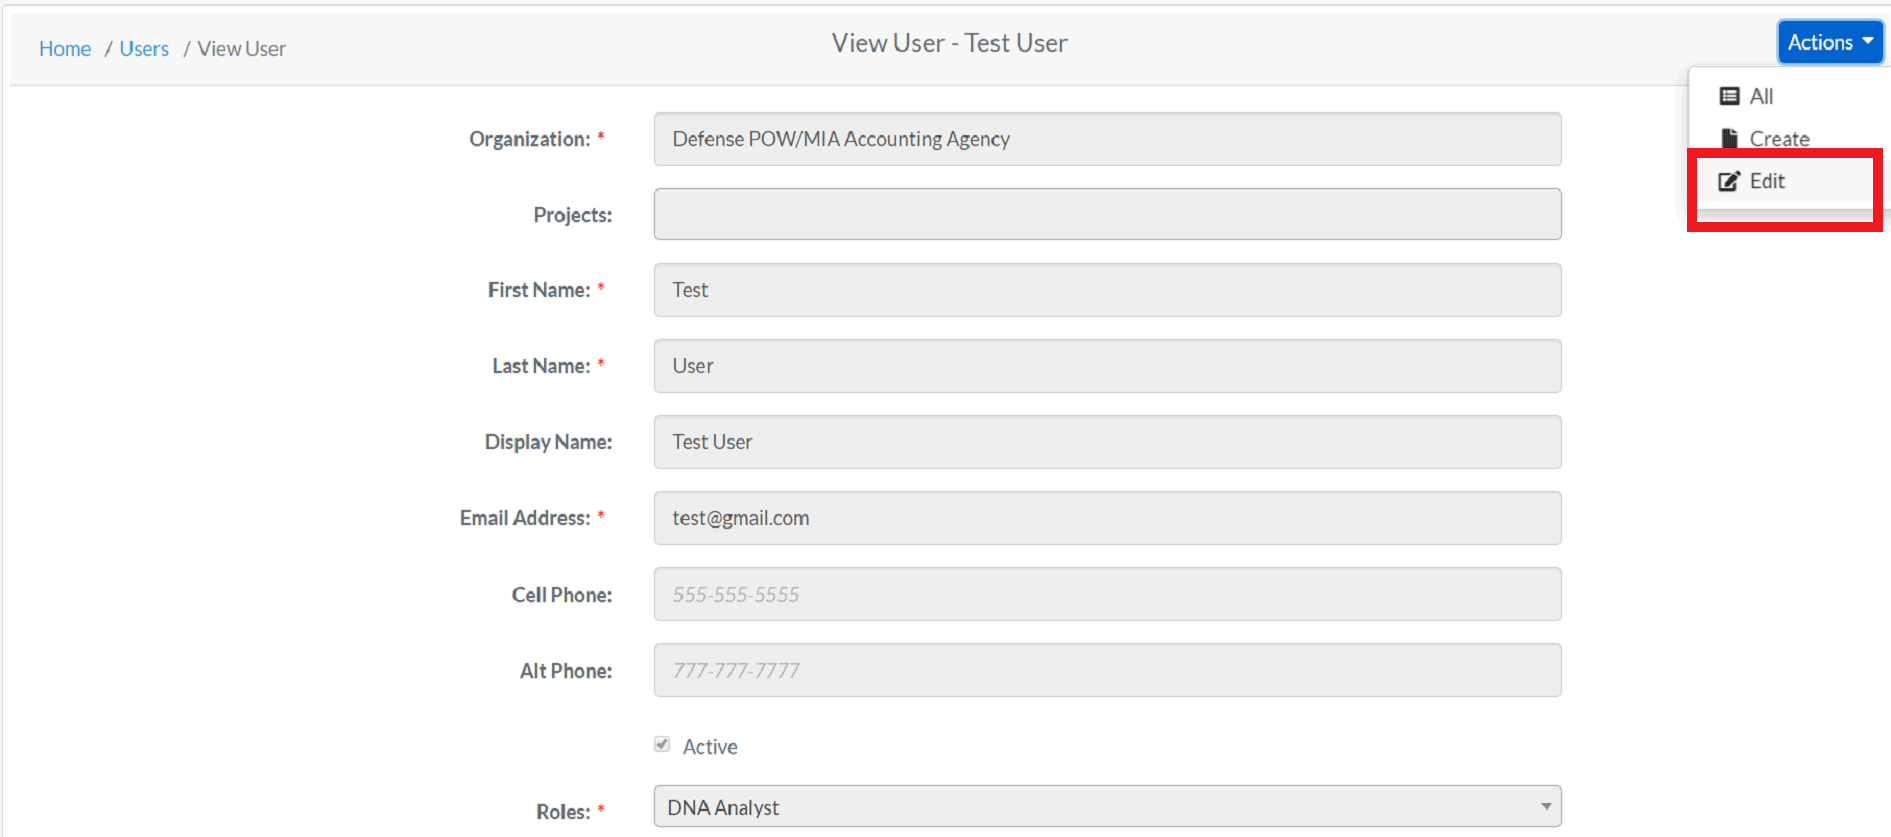 Home / Users / View User
View User - Test User
Actions
All
Create
Edit
Organization: *
Defense POW/MIA Accounting Agency
Projects:
First Name: *
Test
Last Name: *
User
Display Name:
Test User
Email Address: *
test@gmail.com
Cell Phone:
555-555-5555
Alt Phone:
777-777-7777
Active
Roles: *
DNA Analyst